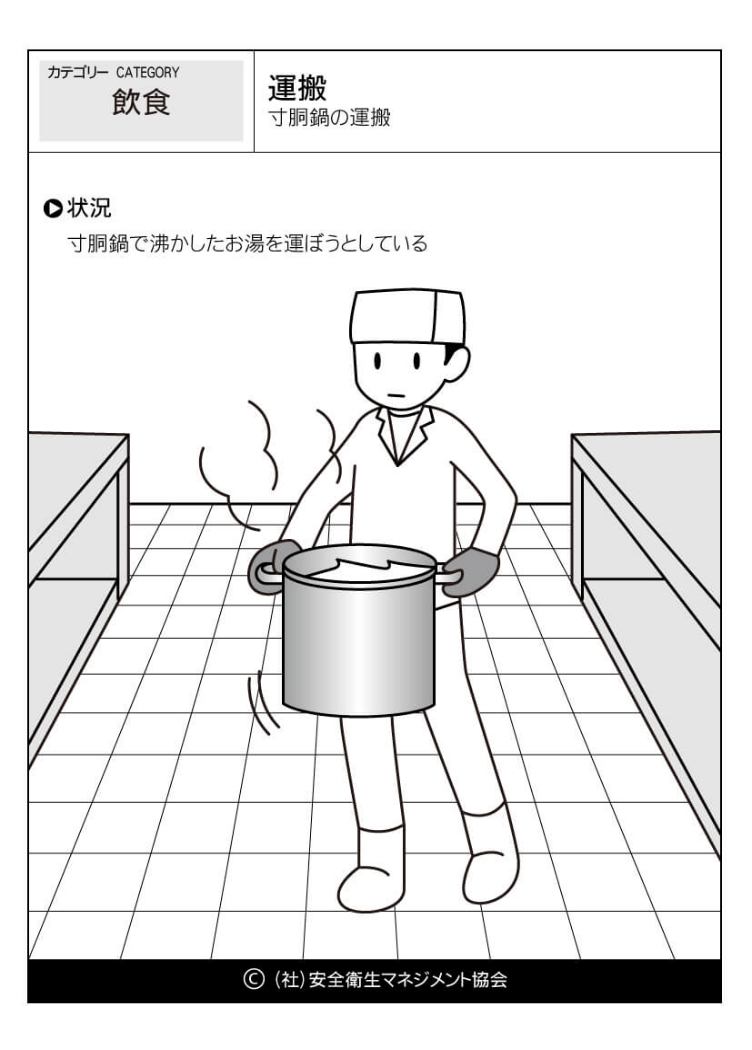 カテゴリー CATEGORY
飲食
運搬
寸胴鍋の運搬
状況
寸胴鍋で沸かしたお湯を運ぼうとしている
© (社)安全衛生マネジメント協会